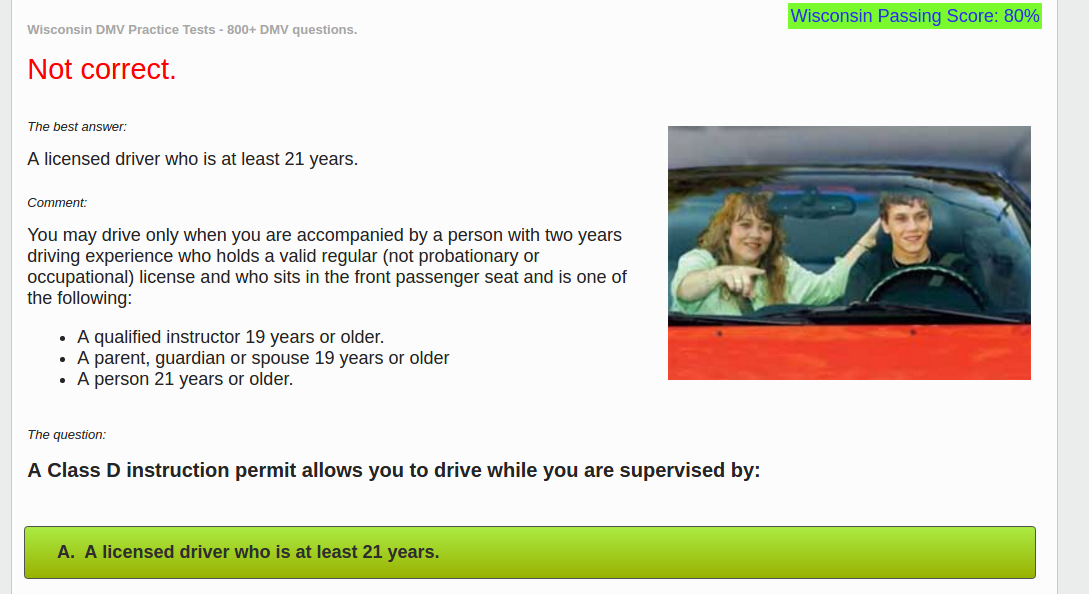 Wisconsin Passing Score: 80%
Wisconsin DMV Practice Tests - 800+ DMV questions.
Not correct.
The best answer:
A licensed driver who is at least 21 years.
Comment:
You may drive only when you are accompanied by a person with two years
driving experience who holds a valid regular (not probationary or
occupational) license and who sits in the front passenger seat and is one of
the following:
• A qualified instructor 19 years or older.
• A parent, guardian or spouse 19 years or older
• A person 21 years or older.
The question:
A Class D instruction permit allows you to drive while you are supervised by:
A. A licensed driver who is at least 21 years.